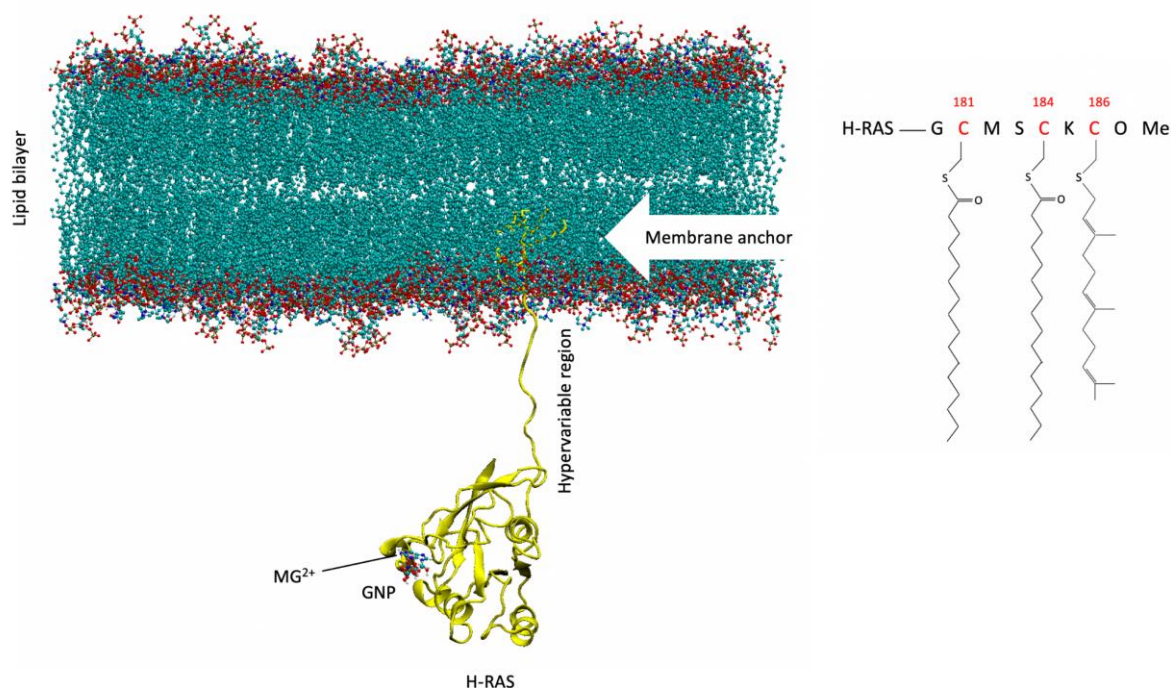 Lipid bilayer
Membrane anchor
Hypervariable region
MG²⁺
GNP
H-RAS
181 184 186
H-RAS — G C M S C K C O Me
S S S
O O